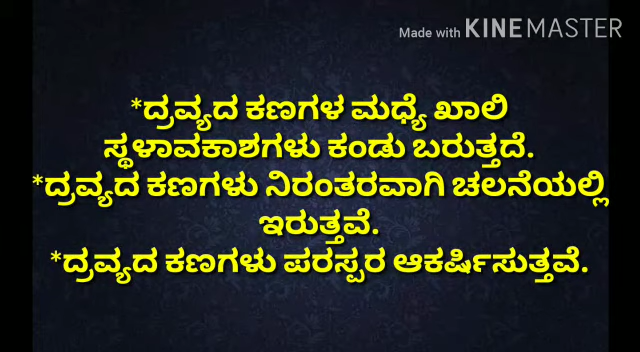 Made with KINEMASTER
*ದ್ರವ್ಯದ ಕಣಗಳ ಮಧ್ಯೆ ಖಾಲಿ
ಸ್ಥಳಾವಕಾಶಗಳು ಕಂಡು ಬರುತ್ತದೆ.
*ದ್ರವ್ಯದ ಕಣಗಳು ನಿರಂತರವಾಗಿ ಚಲನೆಯಲ್ಲಿ
ಇರುತ್ತವೆ.
*ದ್ರವ್ಯದ ಕಣಗಳು ಪರಸ್ಪರ ಆಕರ್ಷಿಸುತ್ತವೆ.